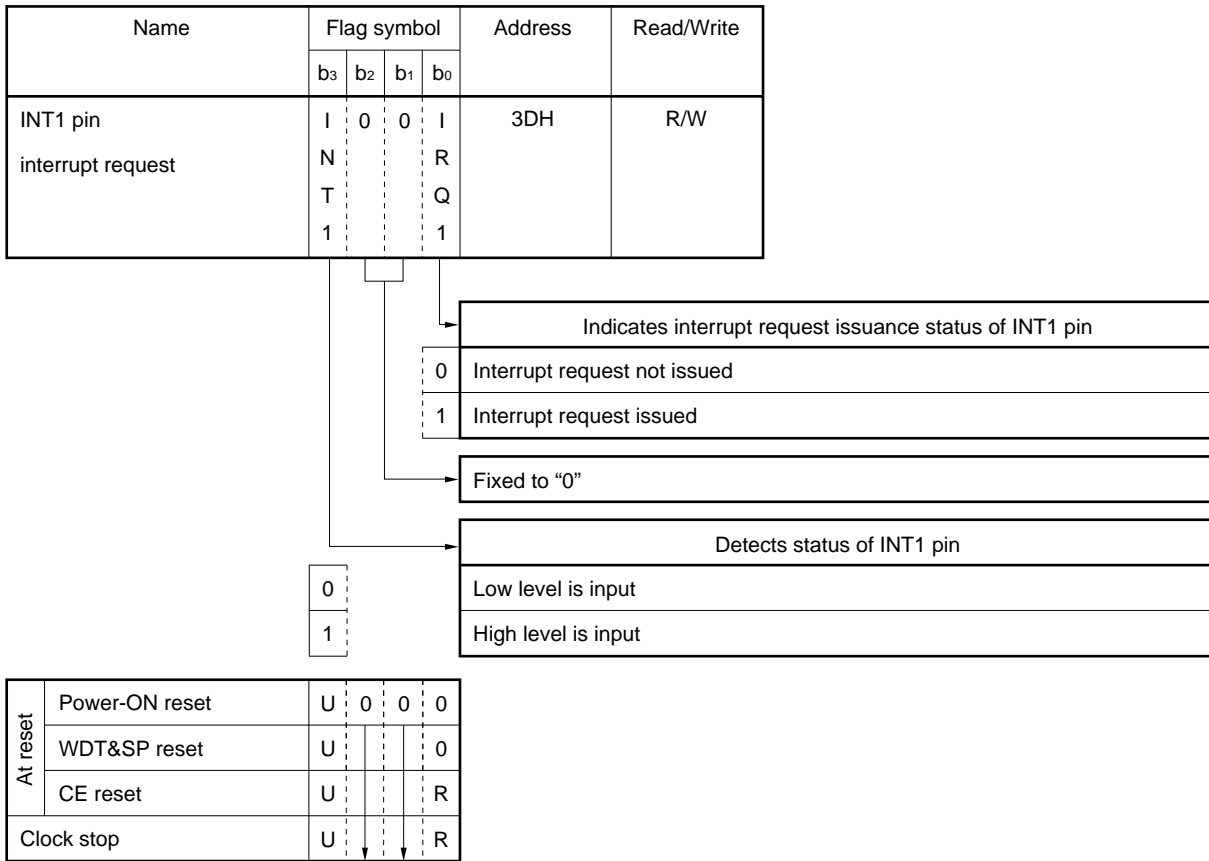 Name Flag symbol Address Read/Write
b3 b2 b1 b0
INT1 pin I 0 0 I 3DH R/W
interrupt request N R
T Q
1 1
Indicates interrupt request issuance status of INT1 pin
0 Interrupt request not issued
1 Interrupt request issued
Fixed to “0”
Detects status of INT1 pin
0 Low level is input
1 High level is input
At reset
Power-ON reset U 0 0 0
WDT&SP reset U 0
CE reset U R
Clock stop U R